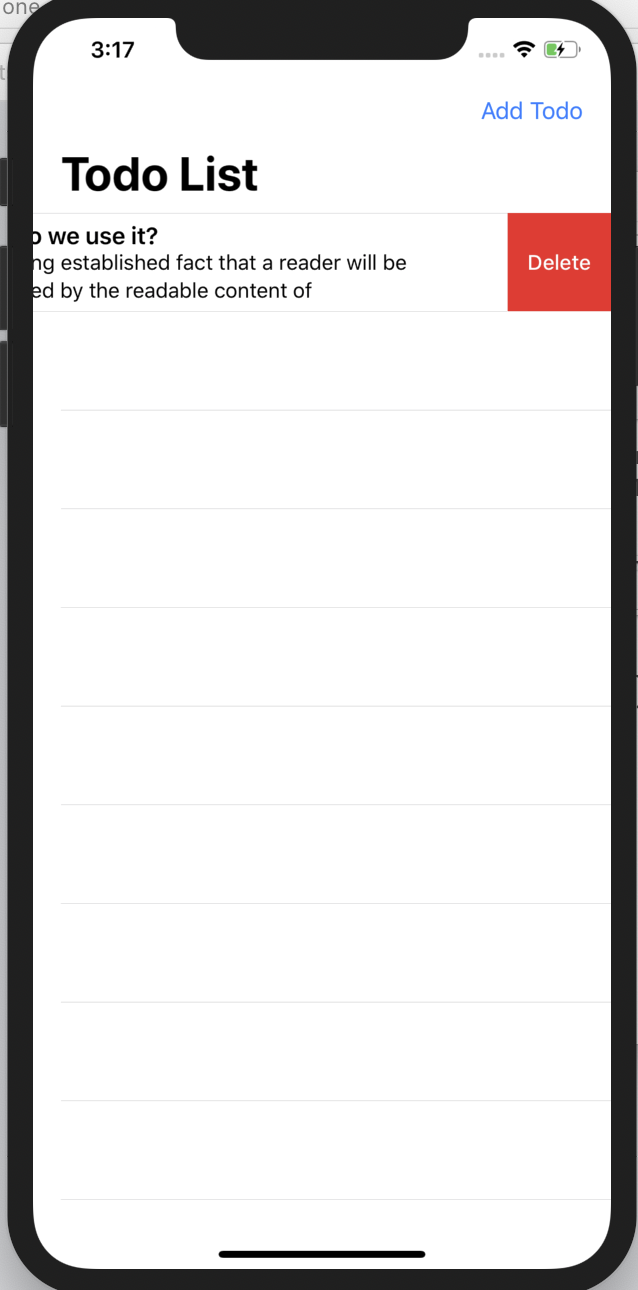 one
3:17
Add Todo
Todo List
o we use it?
ng established fact that a reader will be
ed by the readable content of
Delete